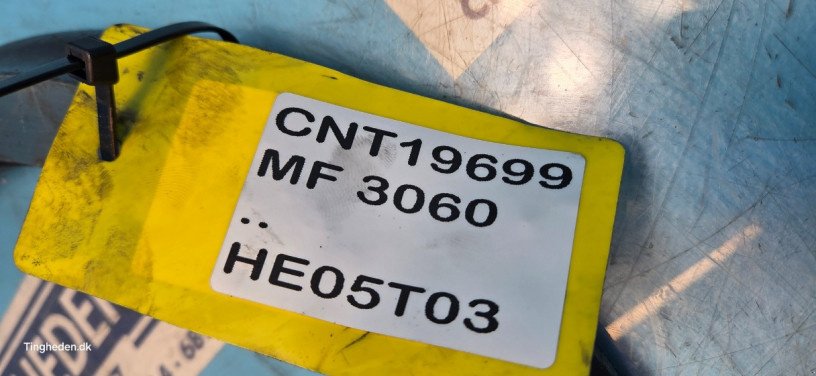 CNT19699
MF 3060
..
HE05T03
Tingheden.dk